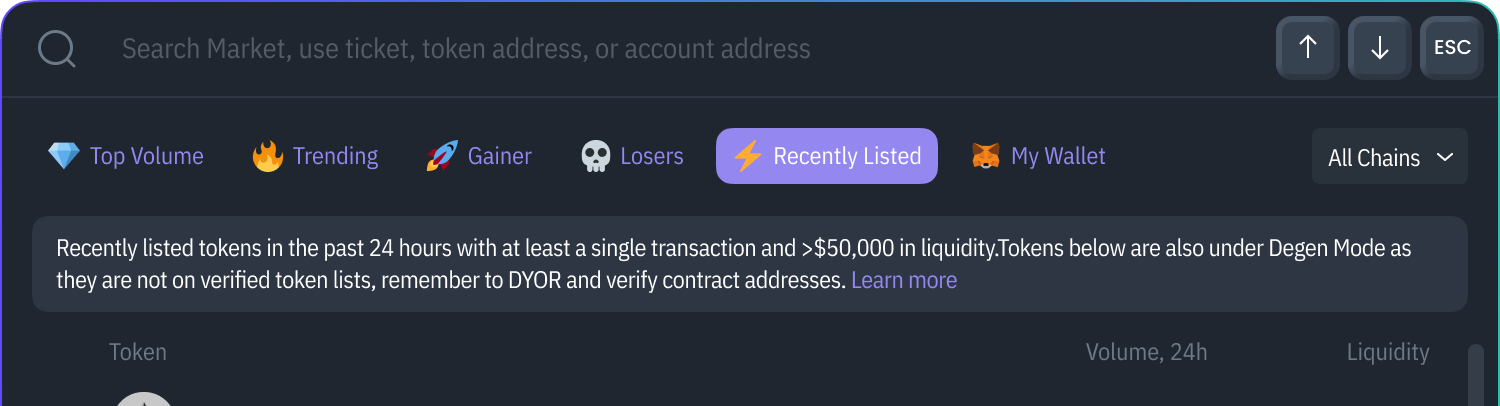 Search Market, use ticket, token address, or account address
ESC
Top Volume Trending Gainer Losers Recently Listed My Wallet All Chains
Recently listed tokens in the past 24 hours with at least a single transaction and >$50,000 in liquidity.Tokens below are also under Degen Mode as
they are not on verified token lists, remember to DYOR and verify contract addresses. Learn more
Token Volume, 24h Liquidity